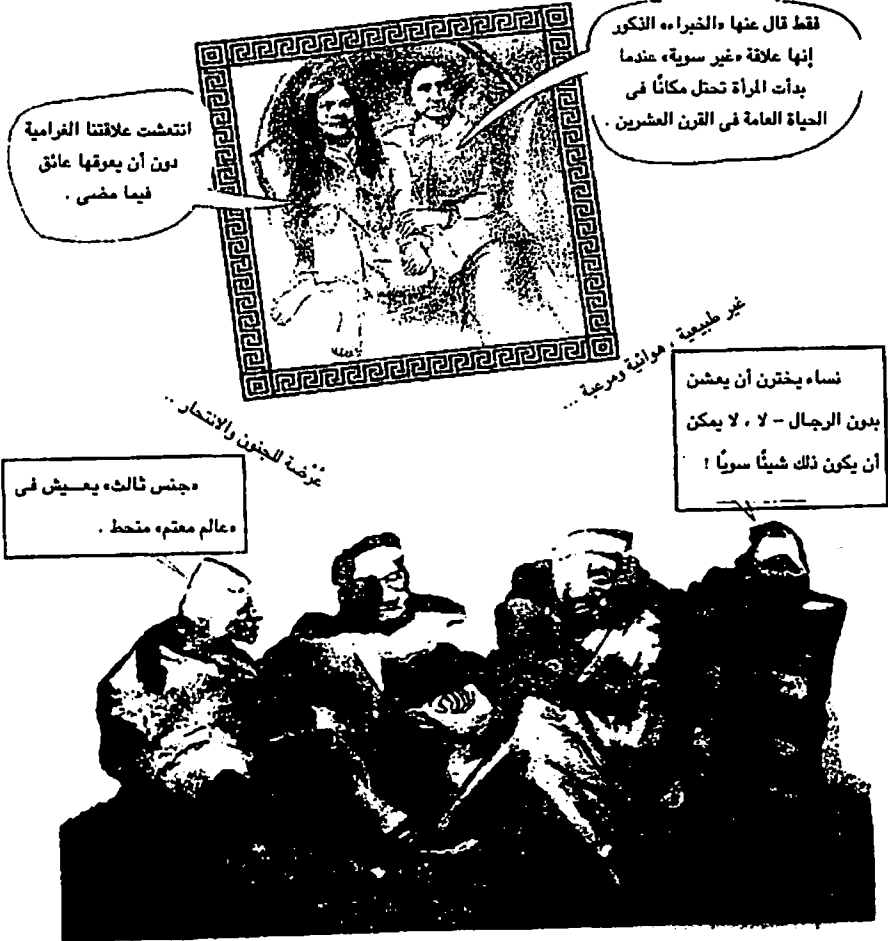 فقط قال عنها «الخبراء» الذكور
إنها علاقة «غير سوية» عندما
بدأت المرأة تحتل مكانًا فى
الحياة العامة فى القرن العشرين .
انتعشت علاقتنا الغرامية
دون أن يعوقها عائق
فيما مضى .
غير طبيعية ، هوائية ومرعبة ...
نساء يخترن أن يعشن
بدون الرجال – لا ، لا يمكن
أن يكون ذلك شيئًا سويًا !
عُرْضة للجنون والانتحار ..
«جنس ثالث» يعـــيش فى
«عالم معتم» منحط .